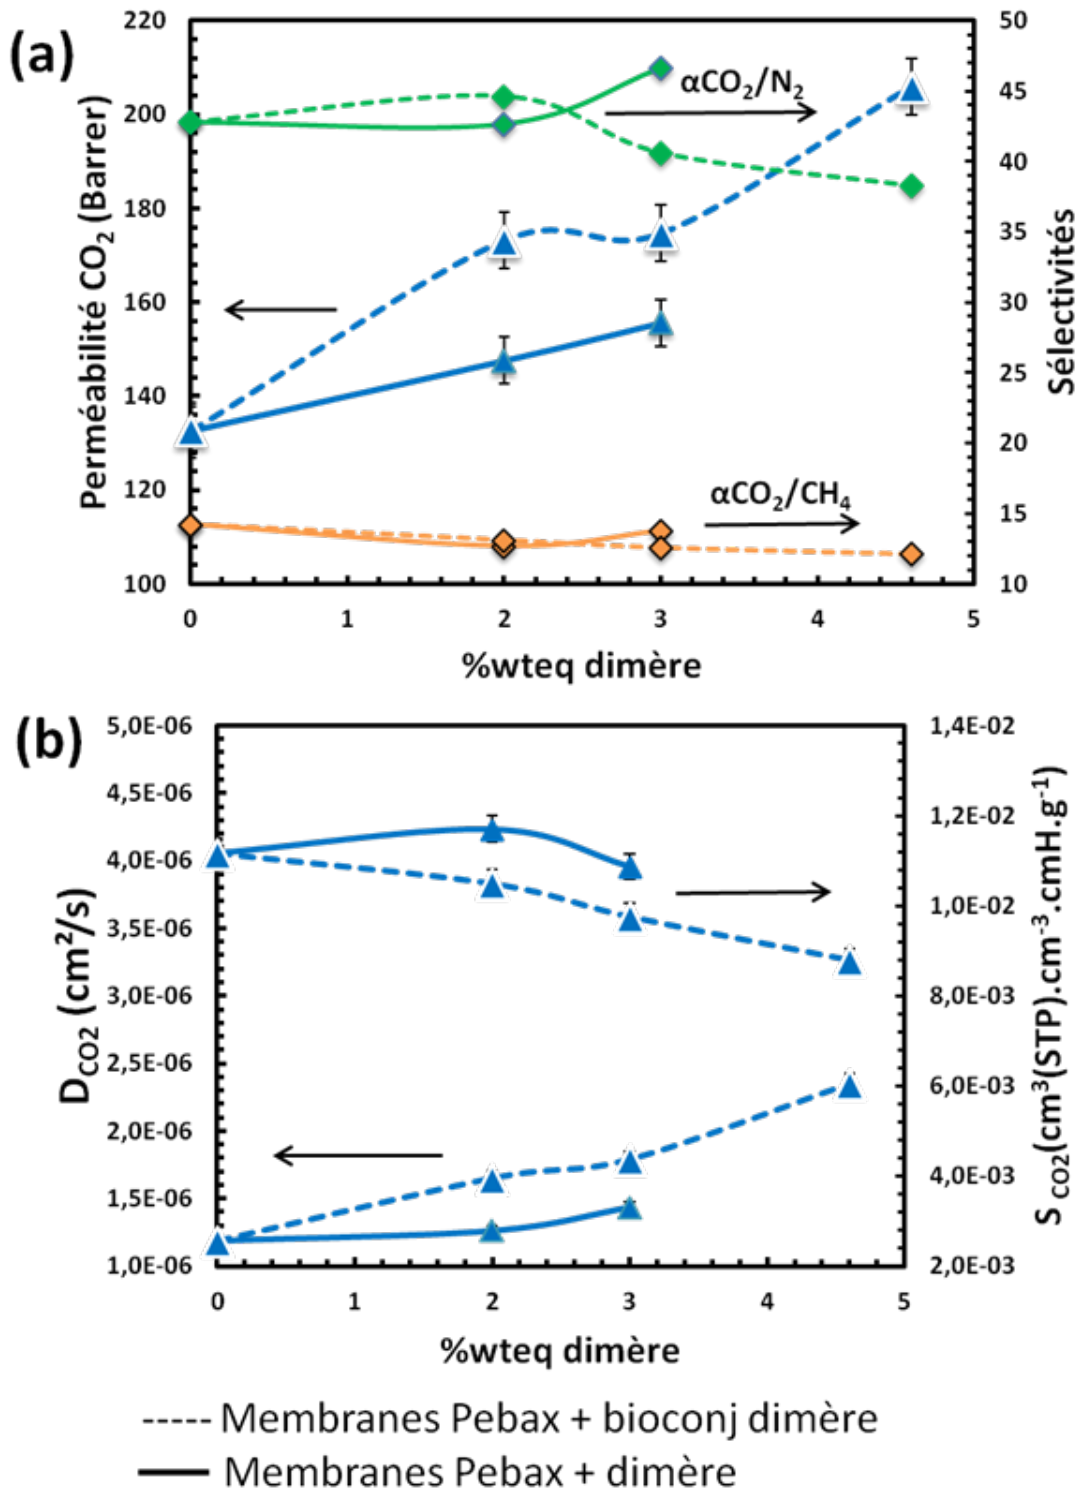 (a)
Perméabilité CO2 (Barrer)
220
200
180
160
140
120
100
αCO2/N2
αCO2/CH4
50
45
40
35
30
25
20
15
10
Sélectivités
0 1 2 3 4 5
%wteq dimère
(b)
DCO2 (cm²/s)
5,0E-06
4,5E-06
4,0E-06
3,5E-06
3,0E-06
2,5E-06
2,0E-06
1,5E-06
1,0E-06
1,4E-02
1,2E-02
1,0E-02
8,0E-03
6,0E-03
4,0E-03
2,0E-03
S CO2(cm3(STP).cm-3.cmH.g-1)
0 1 2 3 4 5
%wteq dimère
Membranes Pebax + bioconj dimère
Membranes Pebax + dimère